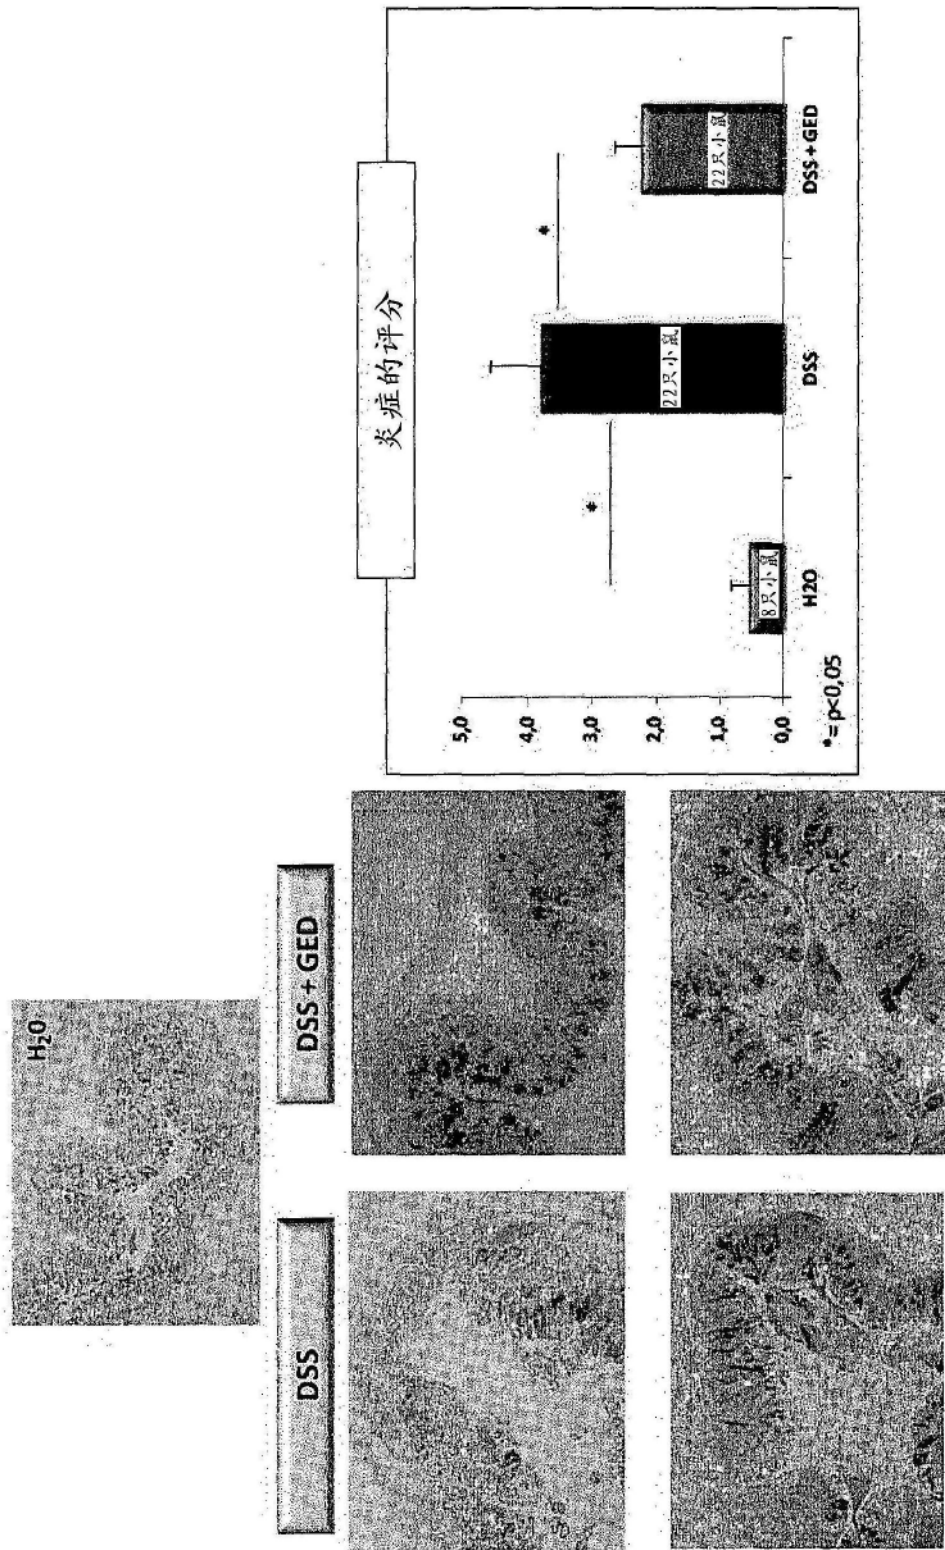 H₂O
DSS
DSS + GED
炎症的评分
5,0
4,0
3,0
2,0
1,0
0,0
*
*
8只小鼠
22只小鼠
22只小鼠
H2O
DSS
DSS+GED
*=p<0,05